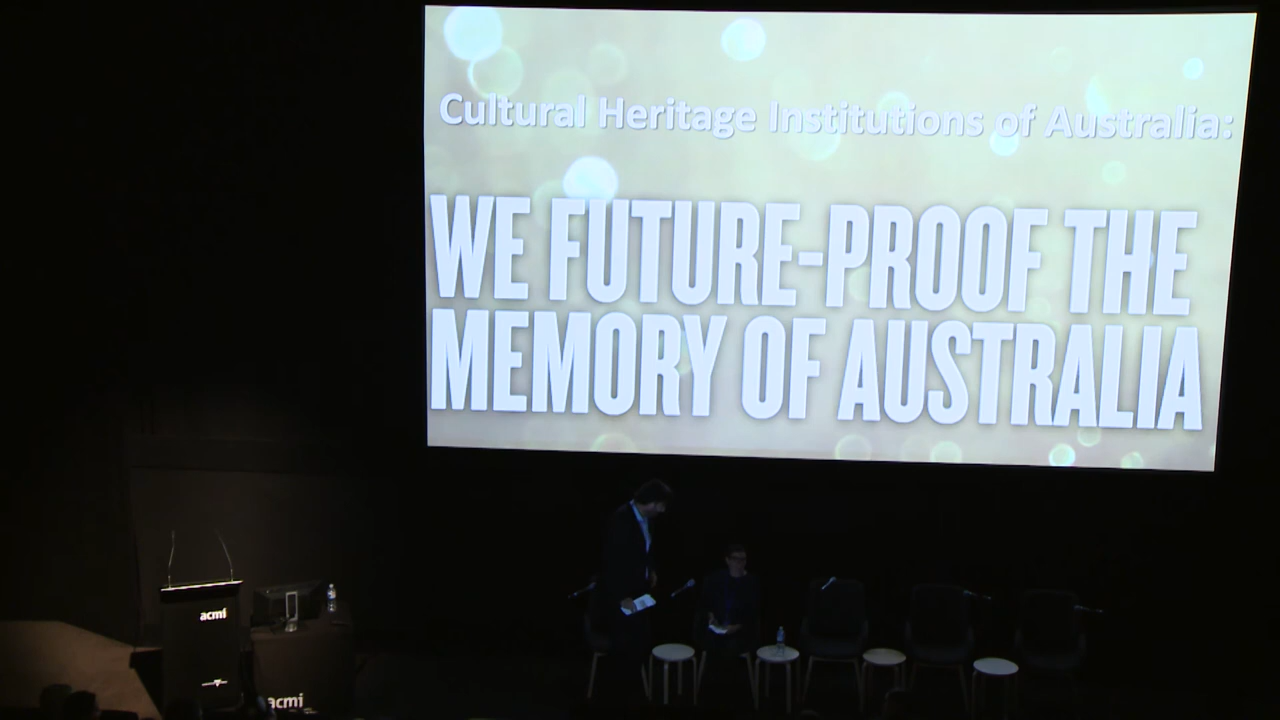 Cultural Heritage Institutions of Australia:
WE FUTURE-PROOF THE
MEMORY OF AUSTRALIA
acmi
acmi